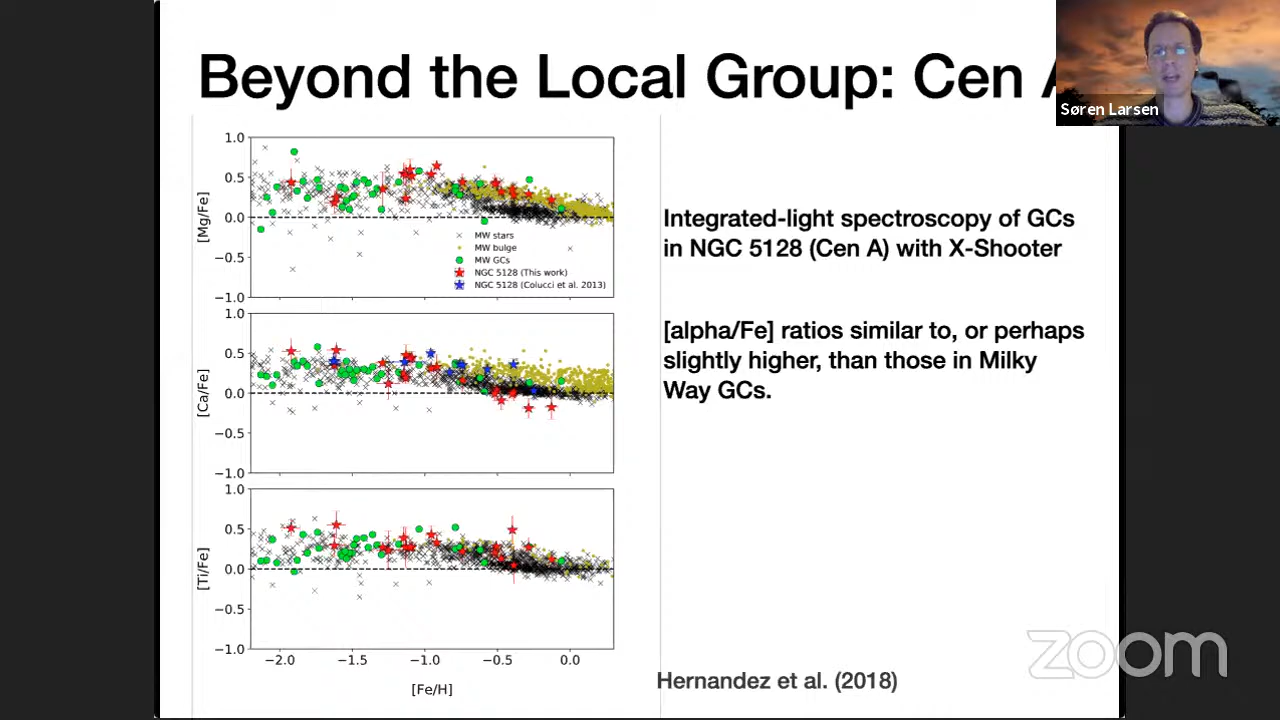 Beyond the Local Group: Cen A
Søren Larsen
1.0
0.5
0.0
−0.5
−1.0
[Mg/Fe]
MW stars
MW bulge
MW GCs
NGC 5128 (This work)
NGC 5128 (Colucci et al. 2013)
1.0
0.5
0.0
−0.5
−1.0
[Ca/Fe]
1.0
0.5
0.0
−0.5
−1.0
[Ti/Fe]
−2.0 −1.5 −1.0 −0.5 0.0
[Fe/H]
Integrated-light spectroscopy of GCs
in NGC 5128 (Cen A) with X-Shooter
[alpha/Fe] ratios similar to, or perhaps
slightly higher, than those in Milky
Way GCs.
Hernandez et al. (2018)
zoom